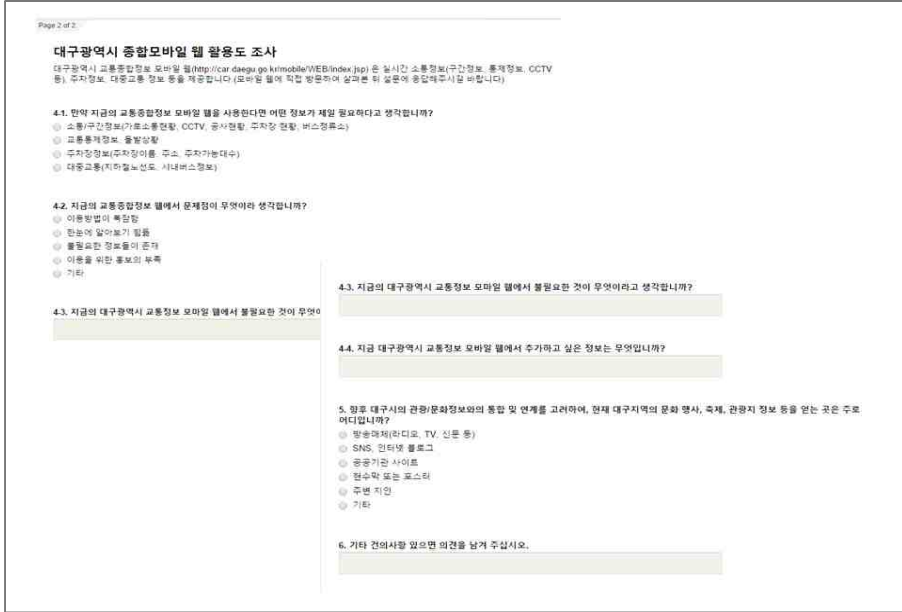 Page 2 of 2
대구광역시 종합모바일 웹 활용도 조사
대구광역시 교통종합정보 모바일 웹(http://car.daegu.go.kr/mobile/WEB/index.jsp) 은 실시간 소통정보(구간정보, 통제정보, CCTV
등), 주차정보, 대중교통 정보 등을 제공합니다.(모바일 웹에 직접 방문하여 살펴본 뒤 설문에 응답해주시길 바랍니다)
4-1. 만약 지금의 교통종합정보 모바일 웹을 사용한다면 어떤 정보가 제일 필요하다고 생각합니까?
소통/구간정보(가로소통현황, CCTV, 공사현황, 주차장 현황, 버스정류소)
교통통제정보, 돌발상황
주차장정보(주차장이름, 주소, 주차가능대수)
대중교통(지하철노선도, 시내버스정보)
4-2. 지금의 교통종합정보 웹에서 문제점이 무엇이라 생각합니까?
이용방법이 복잡함
한눈에 알아보기 힘듦
불필요한 정보들이 존재
이용을 위한 홍보의 부족
기타
4-3. 지금의 대구광역시 교통정보 모마일 웹에서 불필요한 것이 무엇이
4-3. 지금의 대구광역시 교통정보 모마일 웹에서 불필요한 것이 무엇이라고 생각합니까?
4-4. 지금 대구광역시 교통정보 모바일 웹에서 추가하고 싶은 정보는 무엇입니까?
5. 향후 대구시의 관광/문화정보와의 통합 및 연계를 고려하여, 현재 대구지역의 문화 행사, 축제, 관광지 정보 등을 얻는 곳은 주로
어디입니까?
방송매체(라디오, TV, 신문 등)
SNS, 인터넷 블로그
공공기관 사이트
현수막 또는 포스터
주변 지인
기타
6. 기타 건의사항 있으면 의견을 남겨 주십시오.